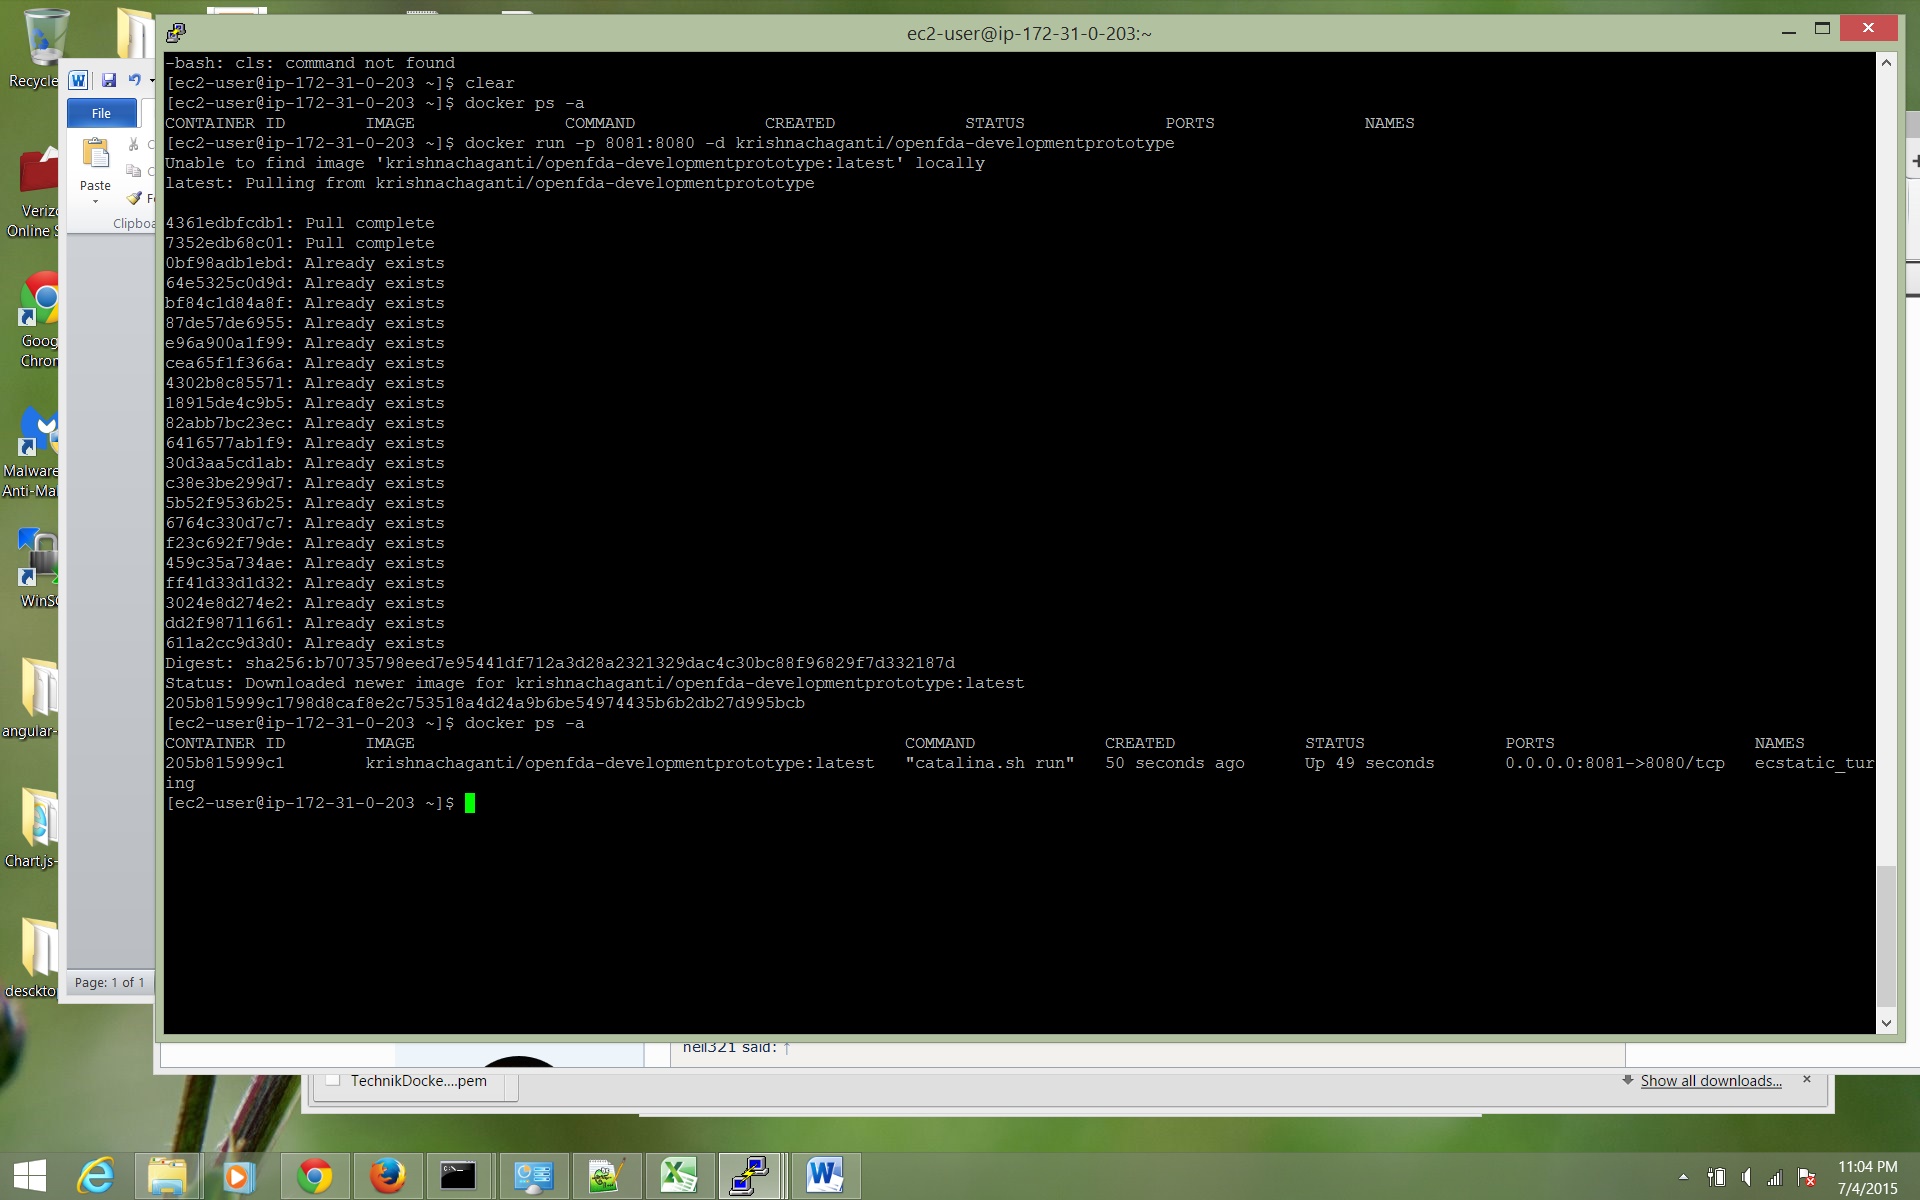 ec2-user@ip-172-31-0-203:~
-bash: cls: command not found
[ec2-user@ip-172-31-0-203 ~]$ clear
[ec2-user@ip-172-31-0-203 ~]$ docker ps -a
CONTAINER ID        IMAGE               COMMAND             CREATED             STATUS              PORTS               NAMES
[ec2-user@ip-172-31-0-203 ~]$ docker run -p 8081:8080 -d krishnachaganti/openfda-developmentprototype
Unable to find image 'krishnachaganti/openfda-developmentprototype:latest' locally
latest: Pulling from krishnachaganti/openfda-developmentprototype
4361edbfcdb1: Pull complete
7352edb68c01: Pull complete
0bf98adb1ebd: Already exists
64e5325c0d9d: Already exists
bf84c1d84a8f: Already exists
87de57de6955: Already exists
e96a900a1f99: Already exists
cea65f1f366a: Already exists
4302b8c85571: Already exists
18915de4c9b5: Already exists
82abb7bc23ec: Already exists
6416577ab1f9: Already exists
30d3aa5cd1ab: Already exists
c38e3be299d7: Already exists
5b52f9536b25: Already exists
6764c330d7c7: Already exists
f23c692f79de: Already exists
459c35a734ae: Already exists
ff41d33d1d32: Already exists
3024e8d274e2: Already exists
dd2f98711661: Already exists
611a2cc9d3d0: Already exists
Digest: sha256:b70735798eed7e95441df712a3d28a2321329dac4c30bc88f96829f7d332187d
Status: Downloaded newer image for krishnachaganti/openfda-developmentprototype:latest
205b815999c1798d8caf8e2c753518a4d24a9b6be54974435b6b2db27d995bcb
[ec2-user@ip-172-31-0-203 ~]$ docker ps -a
CONTAINER ID        IMAGE                                                 COMMAND             CREATED             STATUS              PORTS                    NAMES
205b815999c1        krishnachaganti/openfda-developmentprototype:latest   "catalina.sh run"   50 seconds ago      Up 49 seconds       0.0.0.0:8081->8080/tcp   ecstatic_tur
ing
[ec2-user@ip-172-31-0-203 ~]$
Recycle
File
Paste
Clipboa
Veriz
Online
Goog
Chron
Malware
Anti-Mal
WinS
angular-
Chart.js-
Page: 1 of 1
desckto
neil321 said: ↑
TechnikDocke....pem
Show all downloads...
11:04 PM
7/4/2015